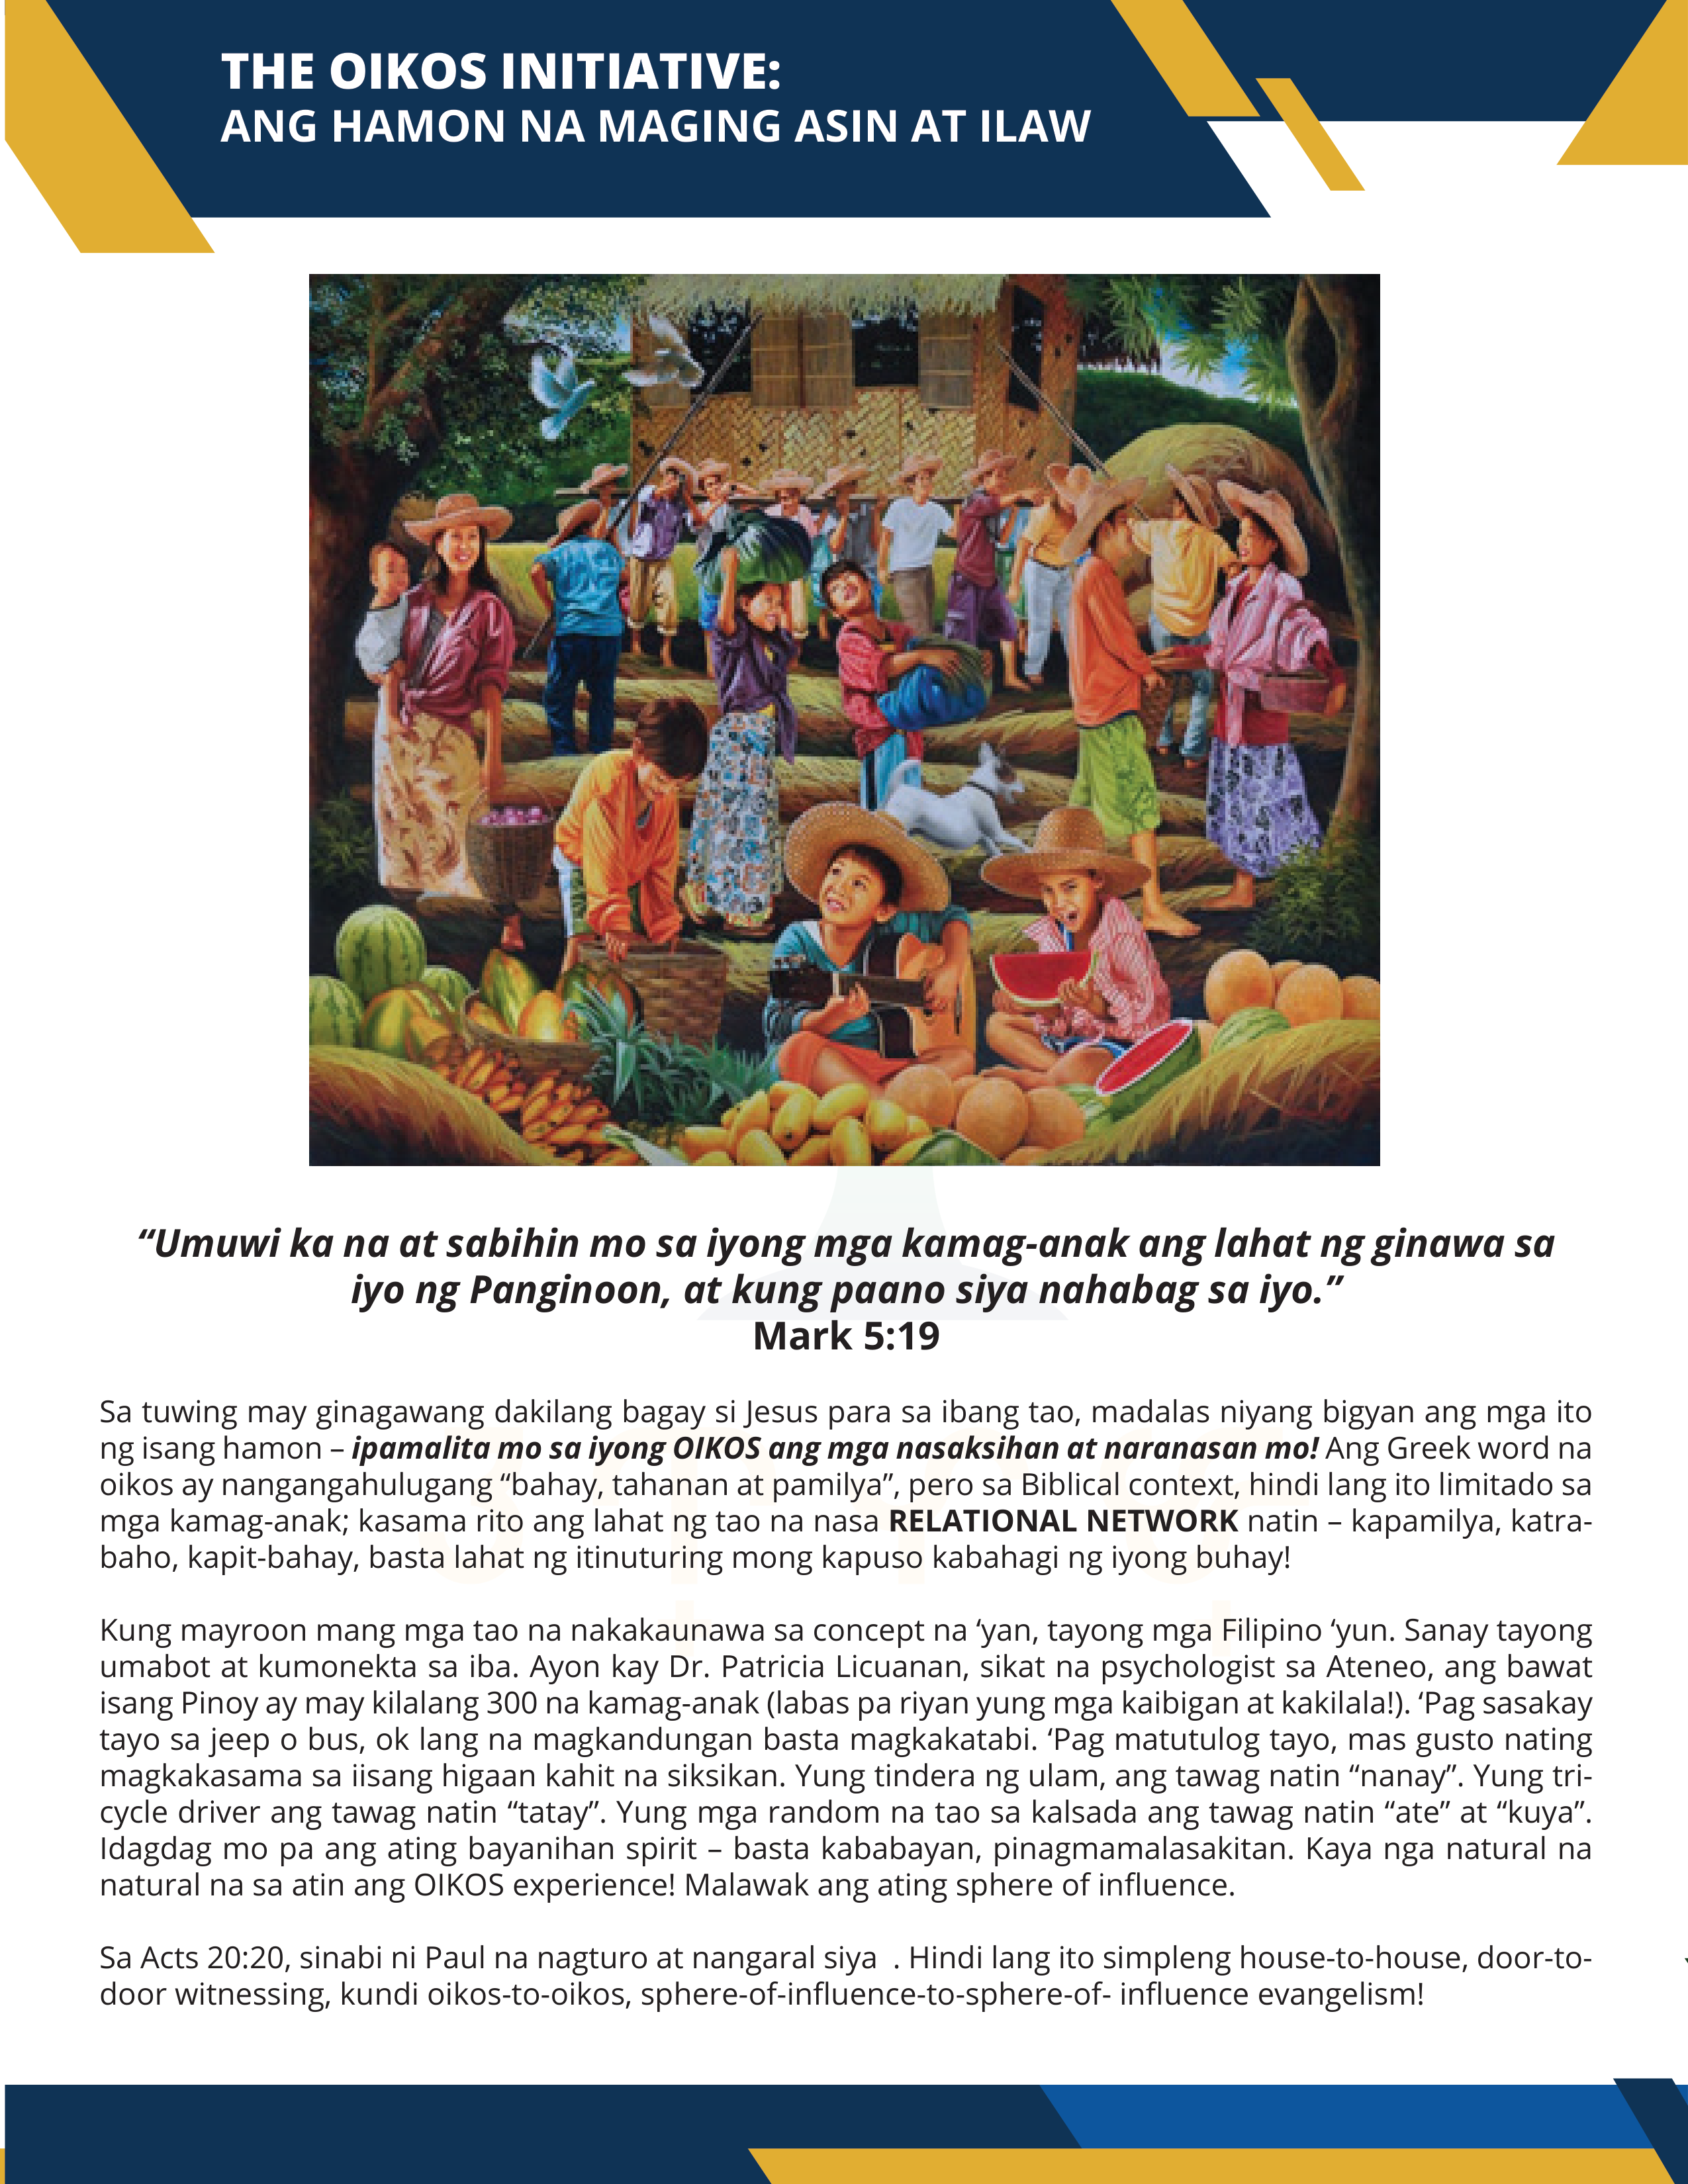 THE OIKOS INITIATIVE:
ANG HAMON NA MAGING ASIN AT ILAW
“Umuwi ka na at sabihin mo sa iyong mga kamag-anak ang lahat ng ginawa sa
iyo ng Panginoon, at kung paano siya nahabag sa iyo.”
Mark 5:19
Sa tuwing may ginagawang dakilang bagay si Jesus para sa ibang tao, madalas niyang bigyan ang mga ito
ng isang hamon – ipamalita mo sa iyong OIKOS ang mga nasaksihan at naranasan mo! Ang Greek word na
oikos ay nangangahulugang “bahay, tahanan at pamilya”, pero sa Biblical context, hindi lang ito limitado sa
mga kamag-anak; kasama rito ang lahat ng tao na nasa RELATIONAL NETWORK natin – kapamilya, katra-
baho, kapit-bahay, basta lahat ng itinuturing mong kapuso kabahagi ng iyong buhay!
Kung mayroon mang mga tao na nakakaunawa sa concept na ‘yan, tayong mga Filipino ‘yun. Sanay tayong
umabot at kumonekta sa iba. Ayon kay Dr. Patricia Licuanan, sikat na psychologist sa Ateneo, ang bawat
isang Pinoy ay may kilalang 300 na kamag-anak (labas pa riyan yung mga kaibigan at kakilala!). ‘Pag sasakay
tayo sa jeep o bus, ok lang na magkandungan basta magkakatabi. ‘Pag matutulog tayo, mas gusto nating
magkakasama sa iisang higaan kahit na siksikan. Yung tindera ng ulam, ang tawag natin “nanay”. Yung tri-
cycle driver ang tawag natin “tatay”. Yung mga random na tao sa kalsada ang tawag natin “ate” at “kuya”.
Idagdag mo pa ang ating bayanihan spirit – basta kababayan, pinagmamalasakitan. Kaya nga natural na
natural na sa atin ang OIKOS experience! Malawak ang ating sphere of influence.
Sa Acts 20:20, sinabi ni Paul na nagturo at nangaral siya  . Hindi lang ito simpleng house-to-house, door-to-
door witnessing, kundi oikos-to-oikos, sphere-of-influence-to-sphere-of- influence evangelism!